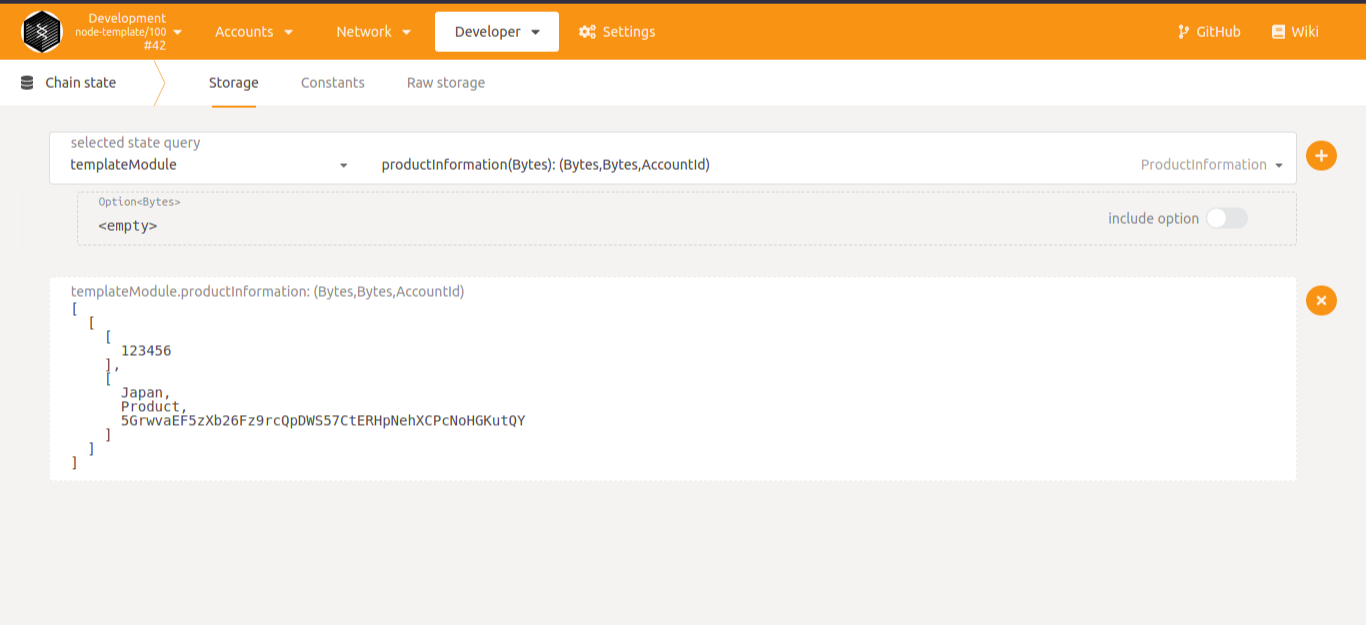 Development
node-template/100
#42
Accounts
Network
Developer
Settings
GitHub
Wiki
Chain state
Storage
Constants
Raw storage
selected state query
templateModule
productInformation(Bytes): (Bytes,Bytes,AccountId)
ProductInformation
Option<Bytes>
<empty>
include option
templateModule.productInformation: (Bytes,Bytes,AccountId)
[
[
[
123456
],
[
Japan,
Product,
5GrwvaEF5zXb26Fz9rcQpDWS57CtERHpNehXCPcNoHGKutQY
]
]
]